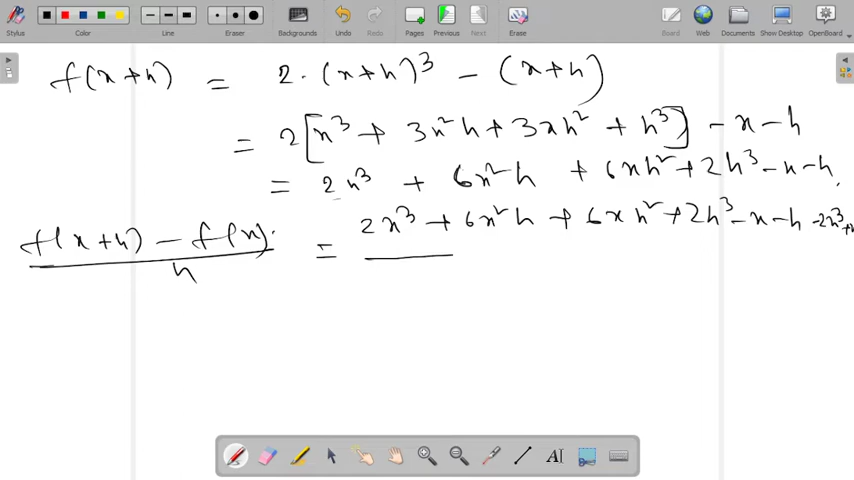 Stylus Color Line Eraser Backgrounds Undo Pages Previous Next Erase Board Web Documents Show Desktop OpenBoard
f(x+h) = 2·(x+h)³ - (x+h)
= 2[x³ + 3x²h + 3xh² + h³] - x - h
= 2x³ + 6x²h + 6xh² + 2h³ - x - h
f(x+h) - f(x) = 2x³ + 6x²h + 6xh² + 2h³ - x - h - 2x³ +
h